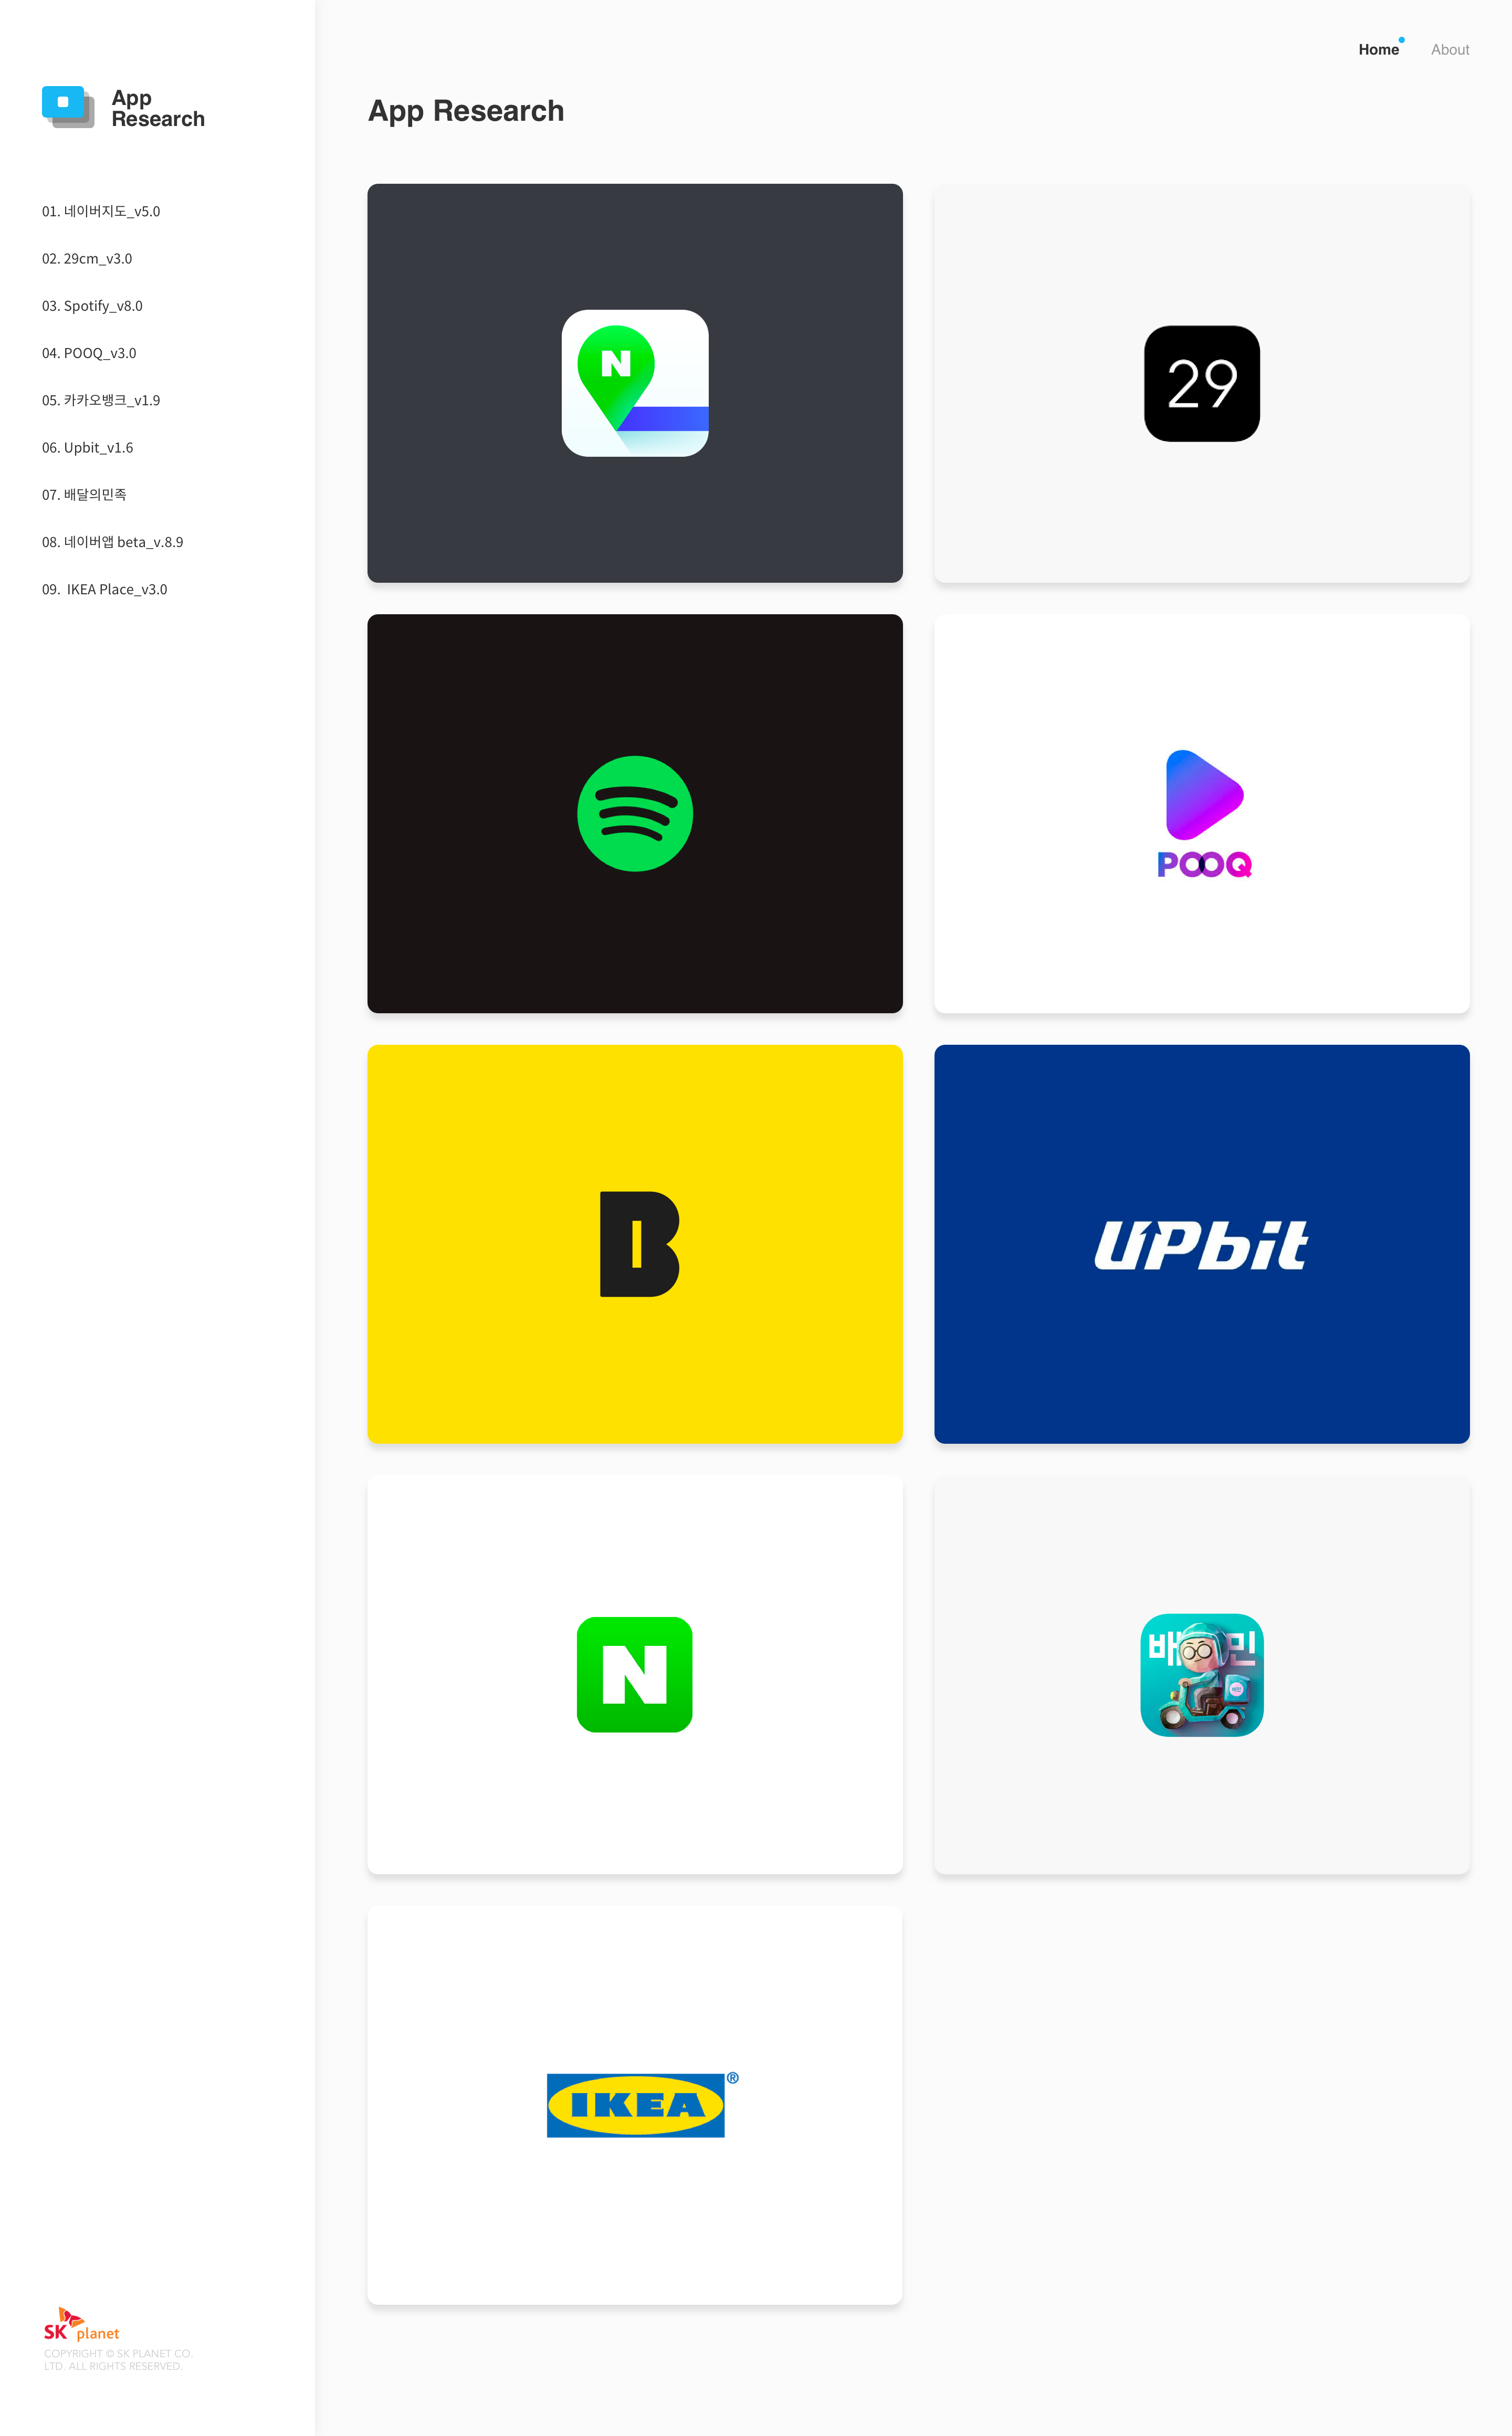 Home
About
App
Research
App Research
01. 네이버지도_v5.0
02. 29cm_v3.0
03. Spotify_v8.0
04. POOQ_v3.0
05. 카카오뱅크_v1.9
06. Upbit_v1.6
07. 배달의민족
08. 네이버앱 beta_v.8.9
09. IKEA Place_v3.0
N
29
POOQ
B
UPbit
N
배 민
IKEA®
SK planet
COPYRIGHT © SK PLANET CO.
LTD. ALL RIGHTS RESERVED.